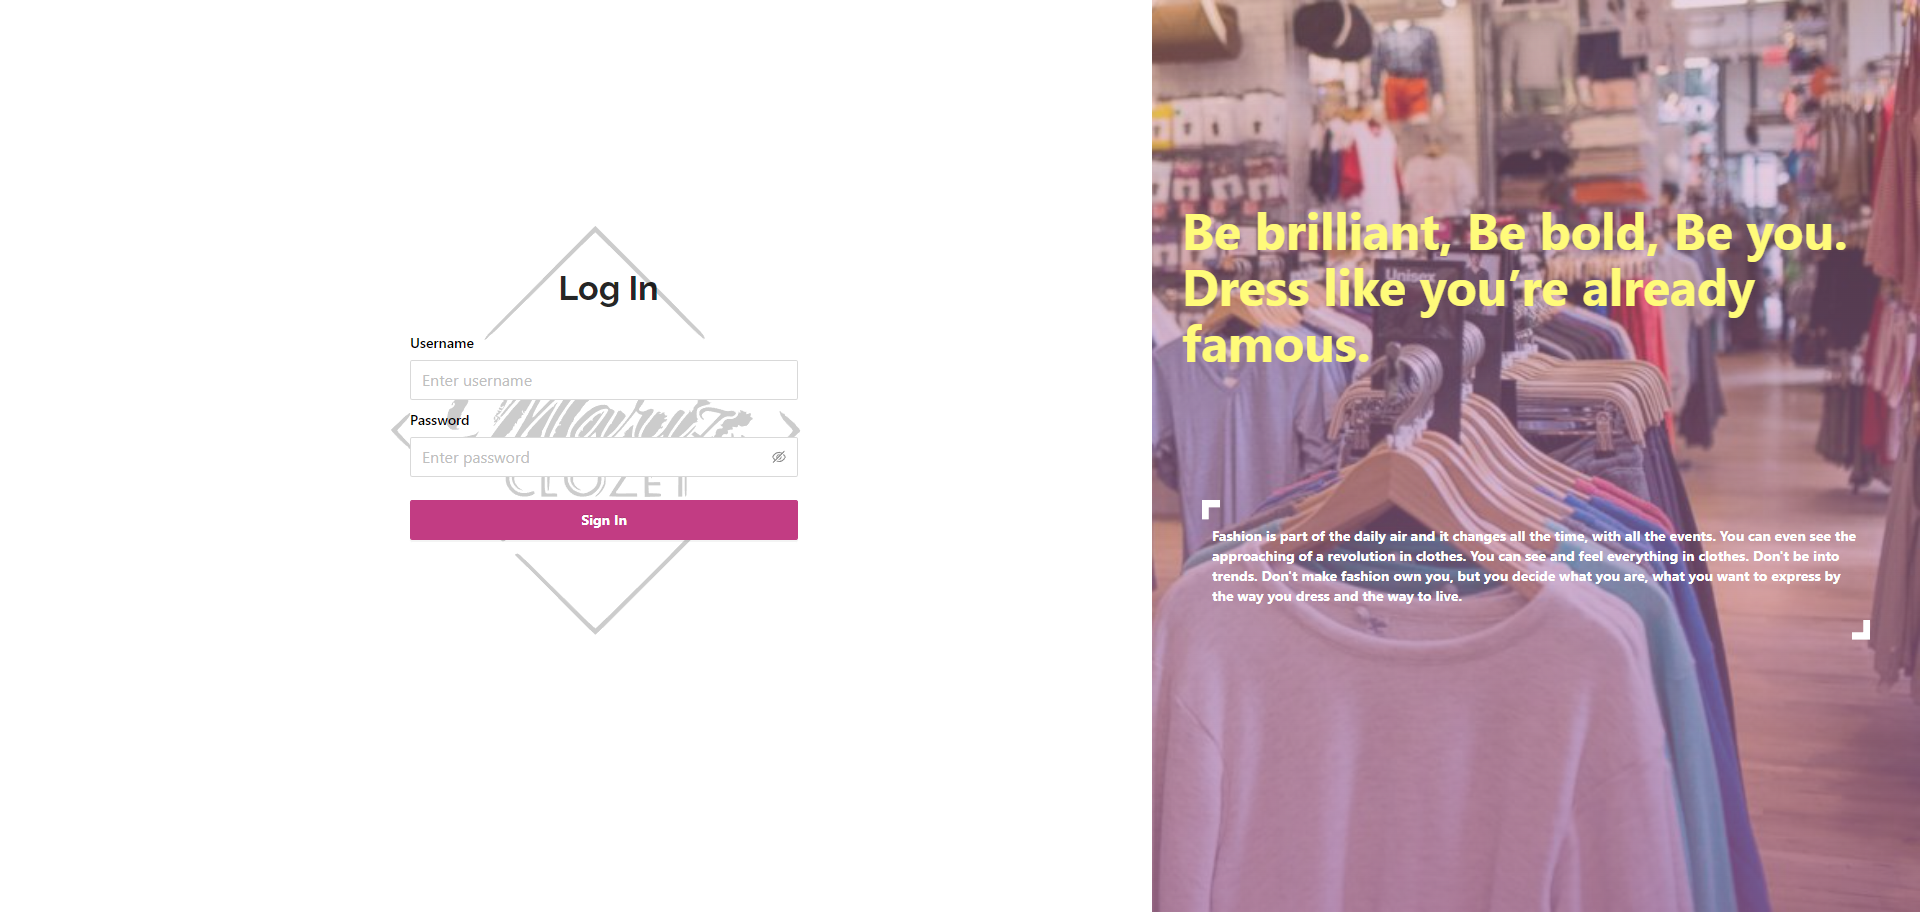 Log In
Username
Enter username
Password
Enter password
CLOZET
Sign In
Be brilliant, Be bold, Be you.
Dress like you’re already
famous.
Unisex
Fashion is part of the daily air and it changes all the time, with all the events. You can even see the
approaching of a revolution in clothes. You can see and feel everything in clothes. Don't be into
trends. Don't make fashion own you, but you decide what you are, what you want to express by
the way you dress and the way to live.